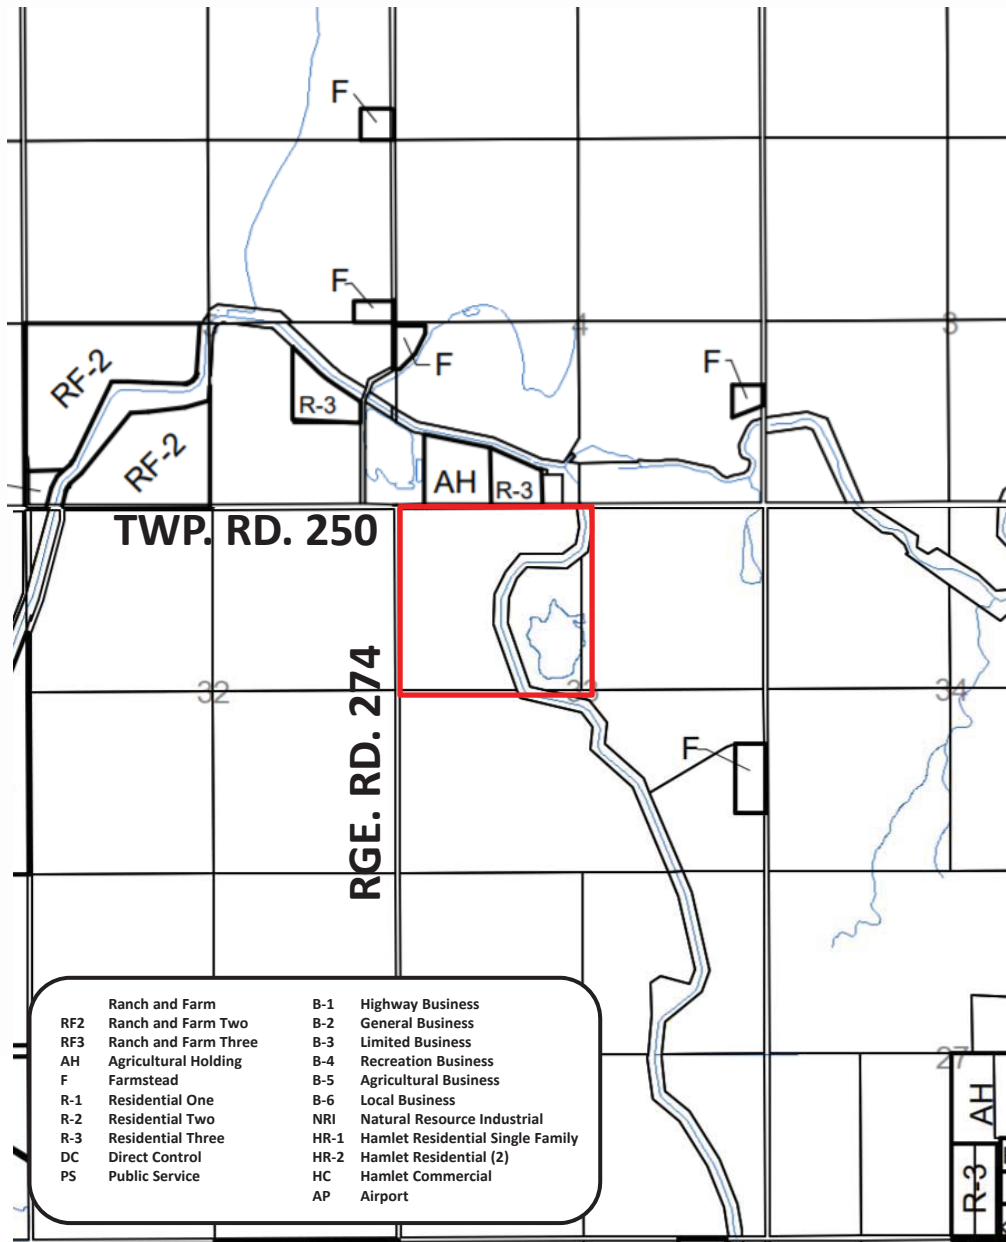 F
F
4
3
F
F
RF-2
R-3
RF-2
AH
R-3
TWP. RD. 250
RGE. RD. 274
32
33
34
F
Ranch and Farm
RF2 Ranch and Farm Two
RF3 Ranch and Farm Three
AH Agricultural Holding
F Farmstead
R-1 Residential One
R-2 Residential Two
R-3 Residential Three
DC Direct Control
PS Public Service
B-1 Highway Business
B-2 General Business
B-3 Limited Business
B-4 Recreation Business
B-5 Agricultural Business
B-6 Local Business
NRI Natural Resource Industrial
HR-1 Hamlet Residential Single Family
HR-2 Hamlet Residential (2)
HC Hamlet Commercial
AP Airport
27
AH
R-3